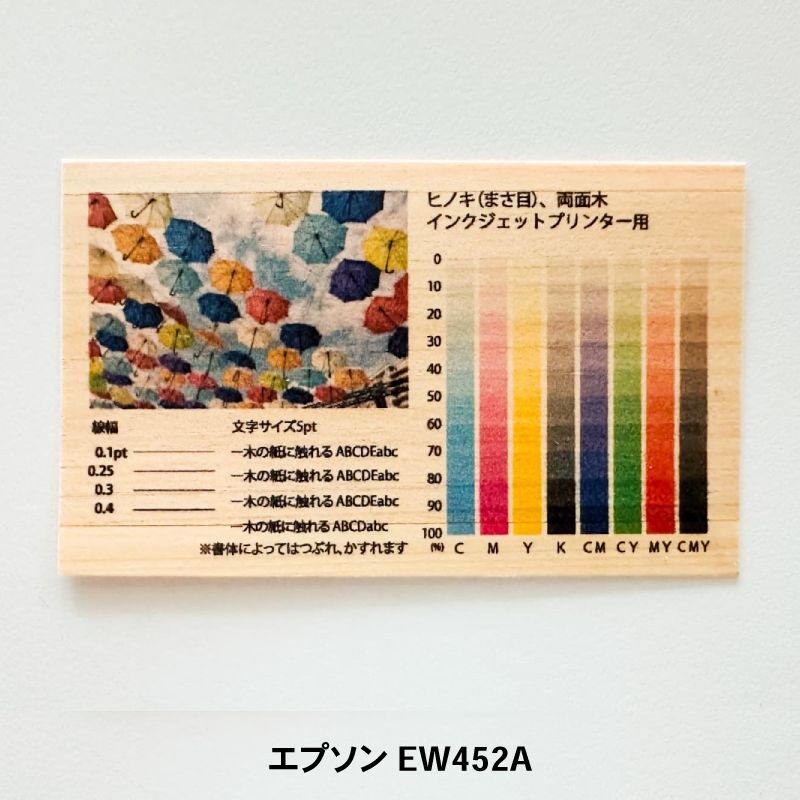 ヒノキ（まさ目）、両面木
インクジェットプリンター用
0
10
20
30
40
50
60
70
80
90
100
(%) C M Y K CM CY MY CMY
線幅 文字サイズ5pt
0.1pt 一木の紙に触れる ABCDEabc
0.25 一木の紙に触れる ABCDEabc
0.3 一木の紙に触れる ABCDEabc
0.4 一木の紙に触れる ABCDabc
※書体によってはつぶれ、かすれます
エプソン EW452A